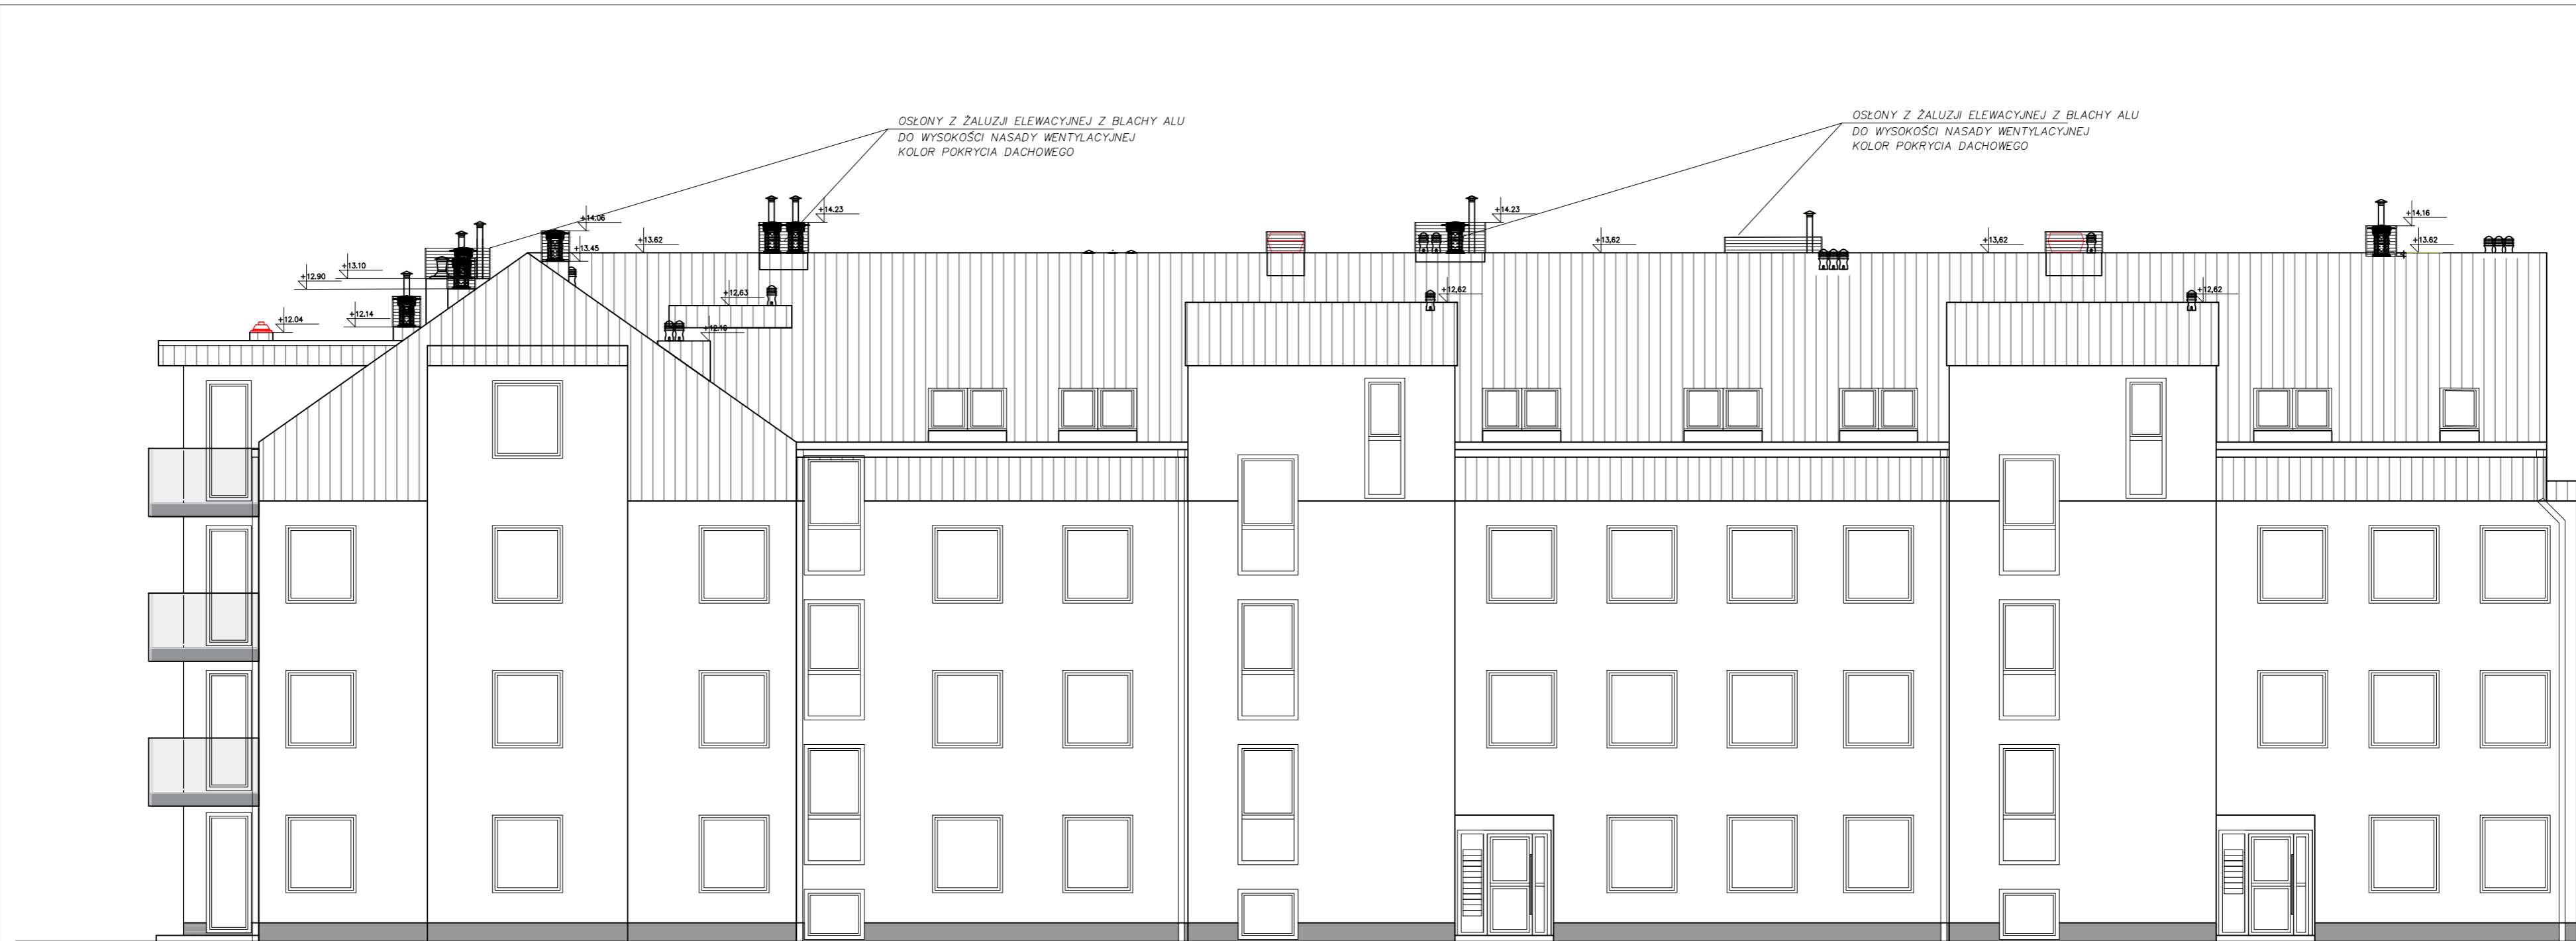 OSŁONY Z ŻALUZJI ELEWACYJNEJ Z BLACHY ALU
DO WYSOKOŚCI NASADY WENTYLACYJNEJ
KOLOR POKRYCIA DACHOWEGO
OSŁONY Z ŻALUZJI ELEWACYJNEJ Z BLACHY ALU
DO WYSOKOŚCI NASADY WENTYLACYJNEJ
KOLOR POKRYCIA DACHOWEGO
+14.06
+14.23
+14.23
+14.16
+13.45
+13.62
+13,62
+13,62
+13.62
+13.10
+12.90
+12.63
+12,62
+12,62
+12.04
+12.14
+12.16